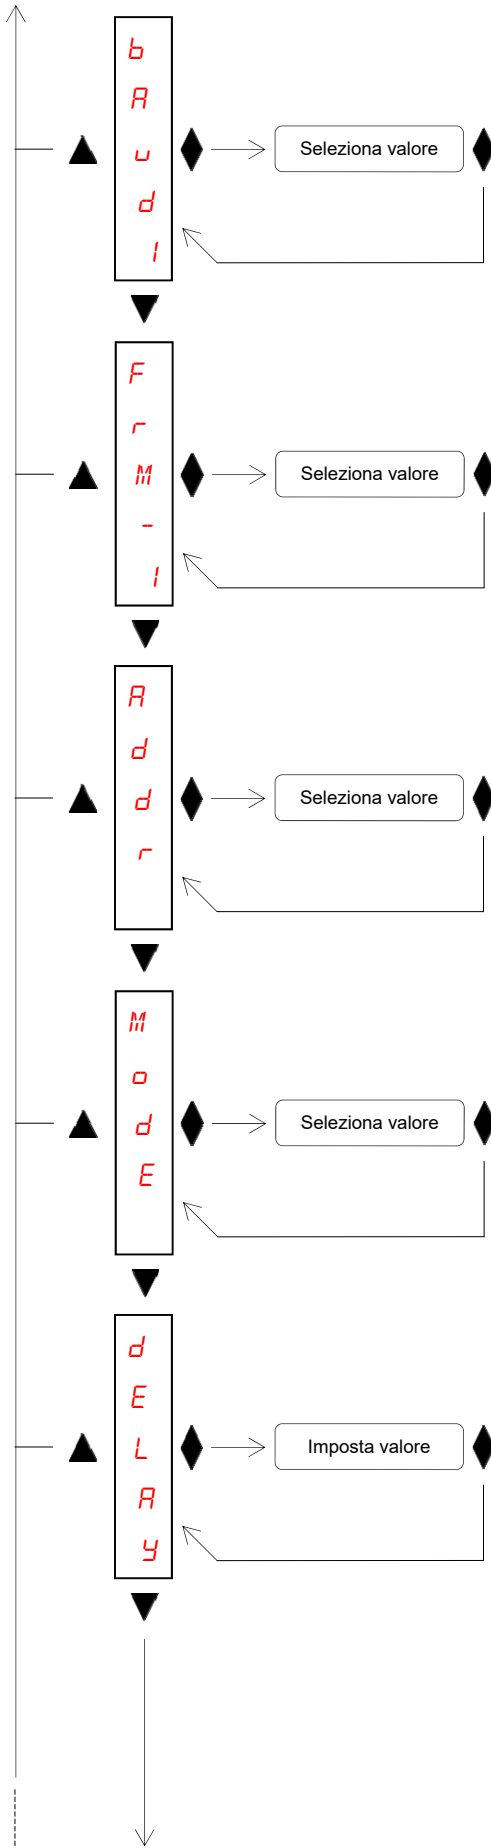 bAud1
Seleziona valore
FrM-1
Seleziona valore
Addr
Seleziona valore
ModE
Seleziona valore
dELAY
Imposta valore